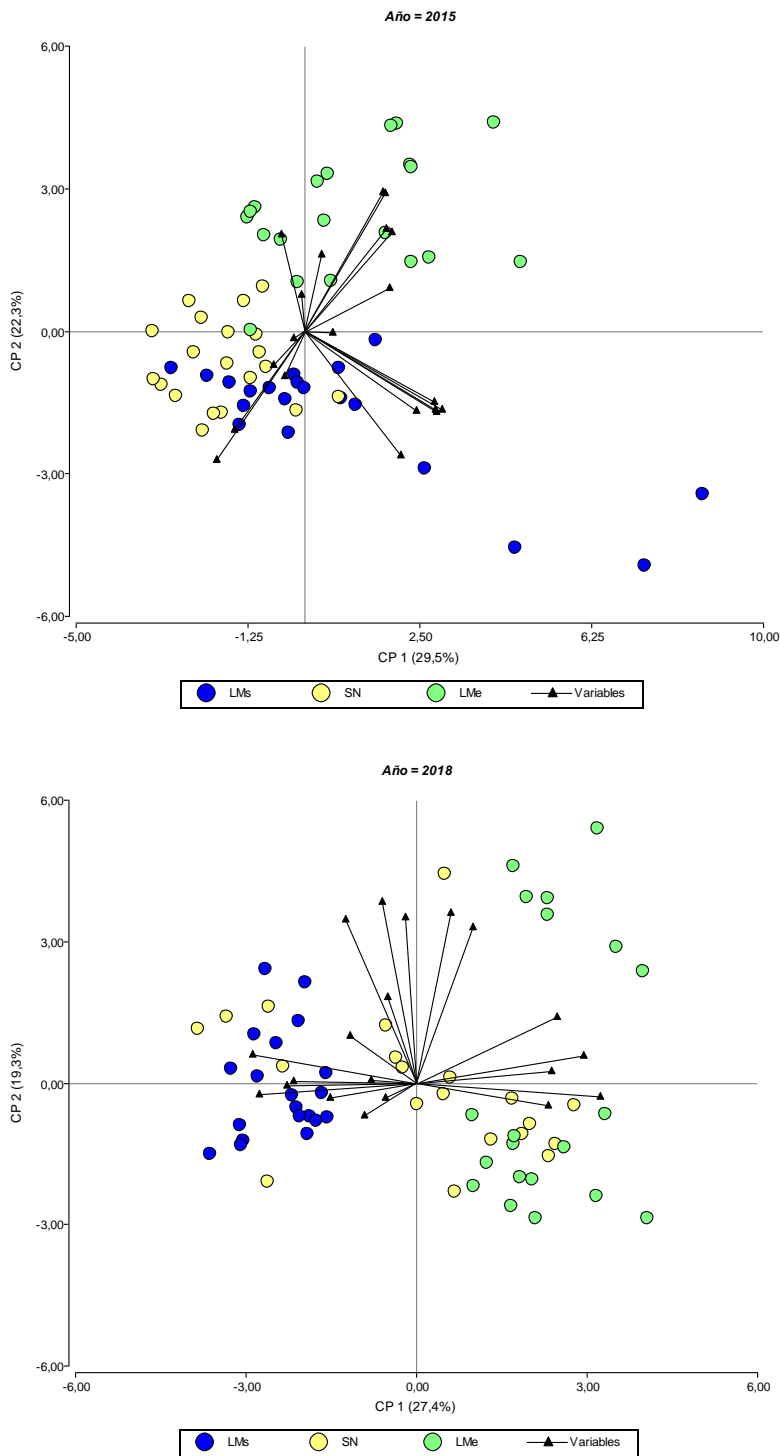 Año = 2015
6,00
3,00
0,00
-3,00
-6,00
CP 2 (22,3%)
-5,00 -1,25 2,50 6,25 10,00
CP 1 (29,5%)
LMs SN LMe Variables
Año = 2018
6,00
3,00
0,00
-3,00
-6,00
CP 2 (19,3%)
-6,00 -3,00 0,00 3,00 6,00
CP 1 (27,4%)
LMs SN LMe Variables